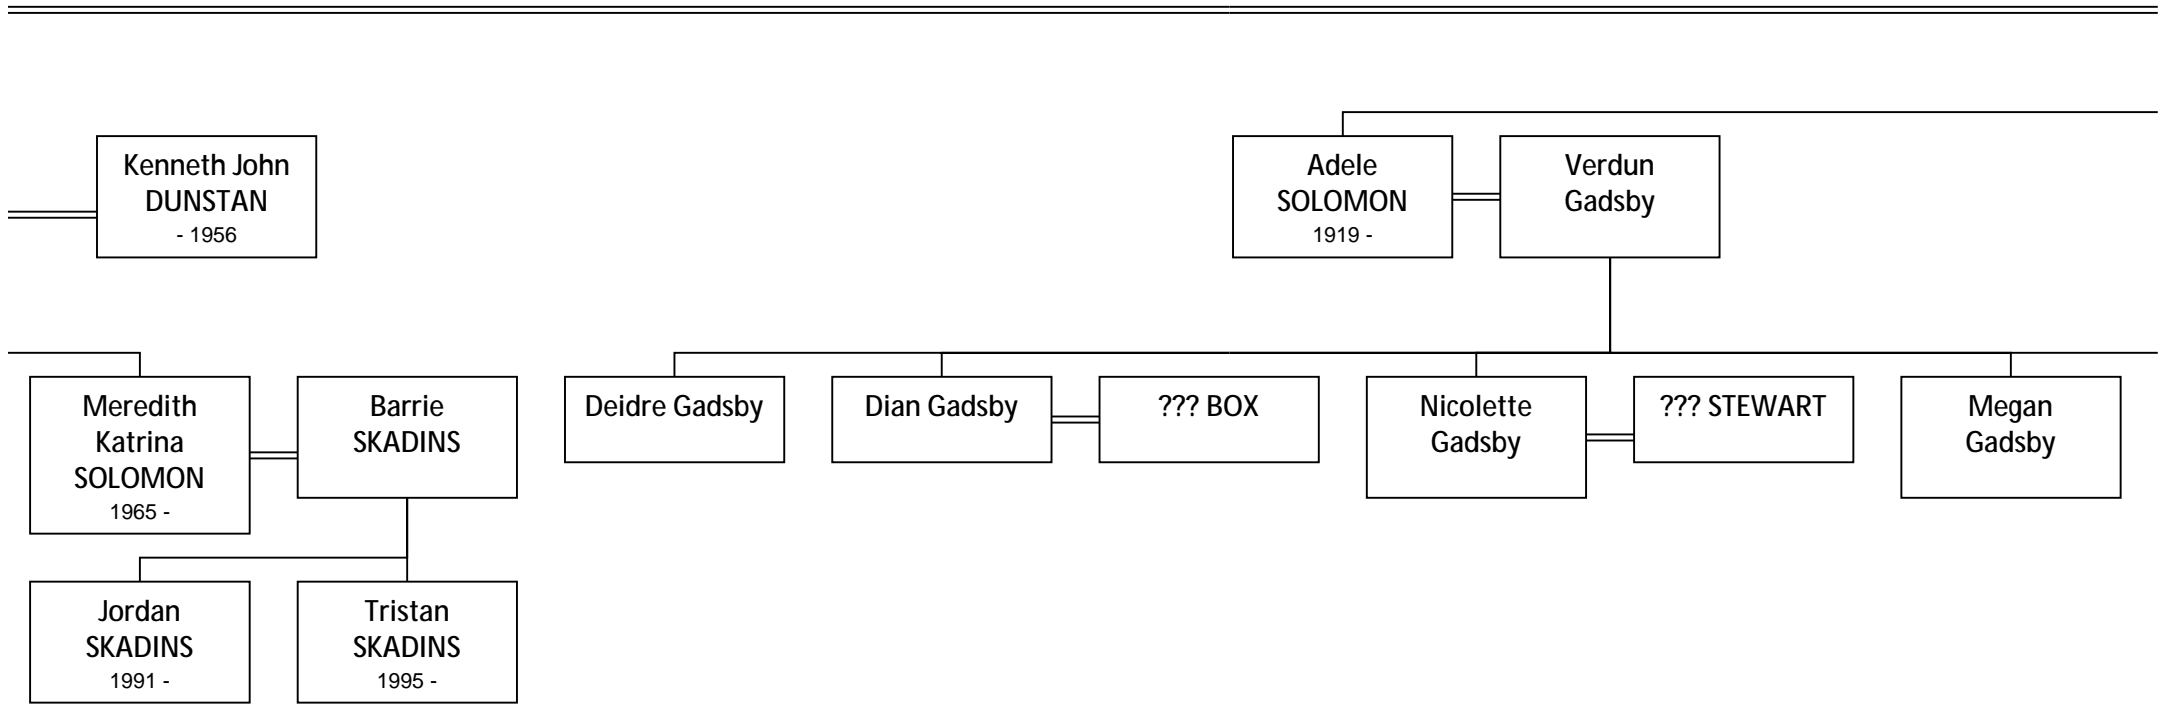 Kenneth John
DUNSTAN
- 1956
Adele
SOLOMON
1919 -
Verdun
Gadsby
Meredith
Katrina
SOLOMON
1965 -
Barrie
SKADINS
Deidre Gadsby
Dian Gadsby
??? BOX
Nicolette
Gadsby
??? STEWART
Megan
Gadsby
Jordan
SKADINS
1991 -
Tristan
SKADINS
1995 -